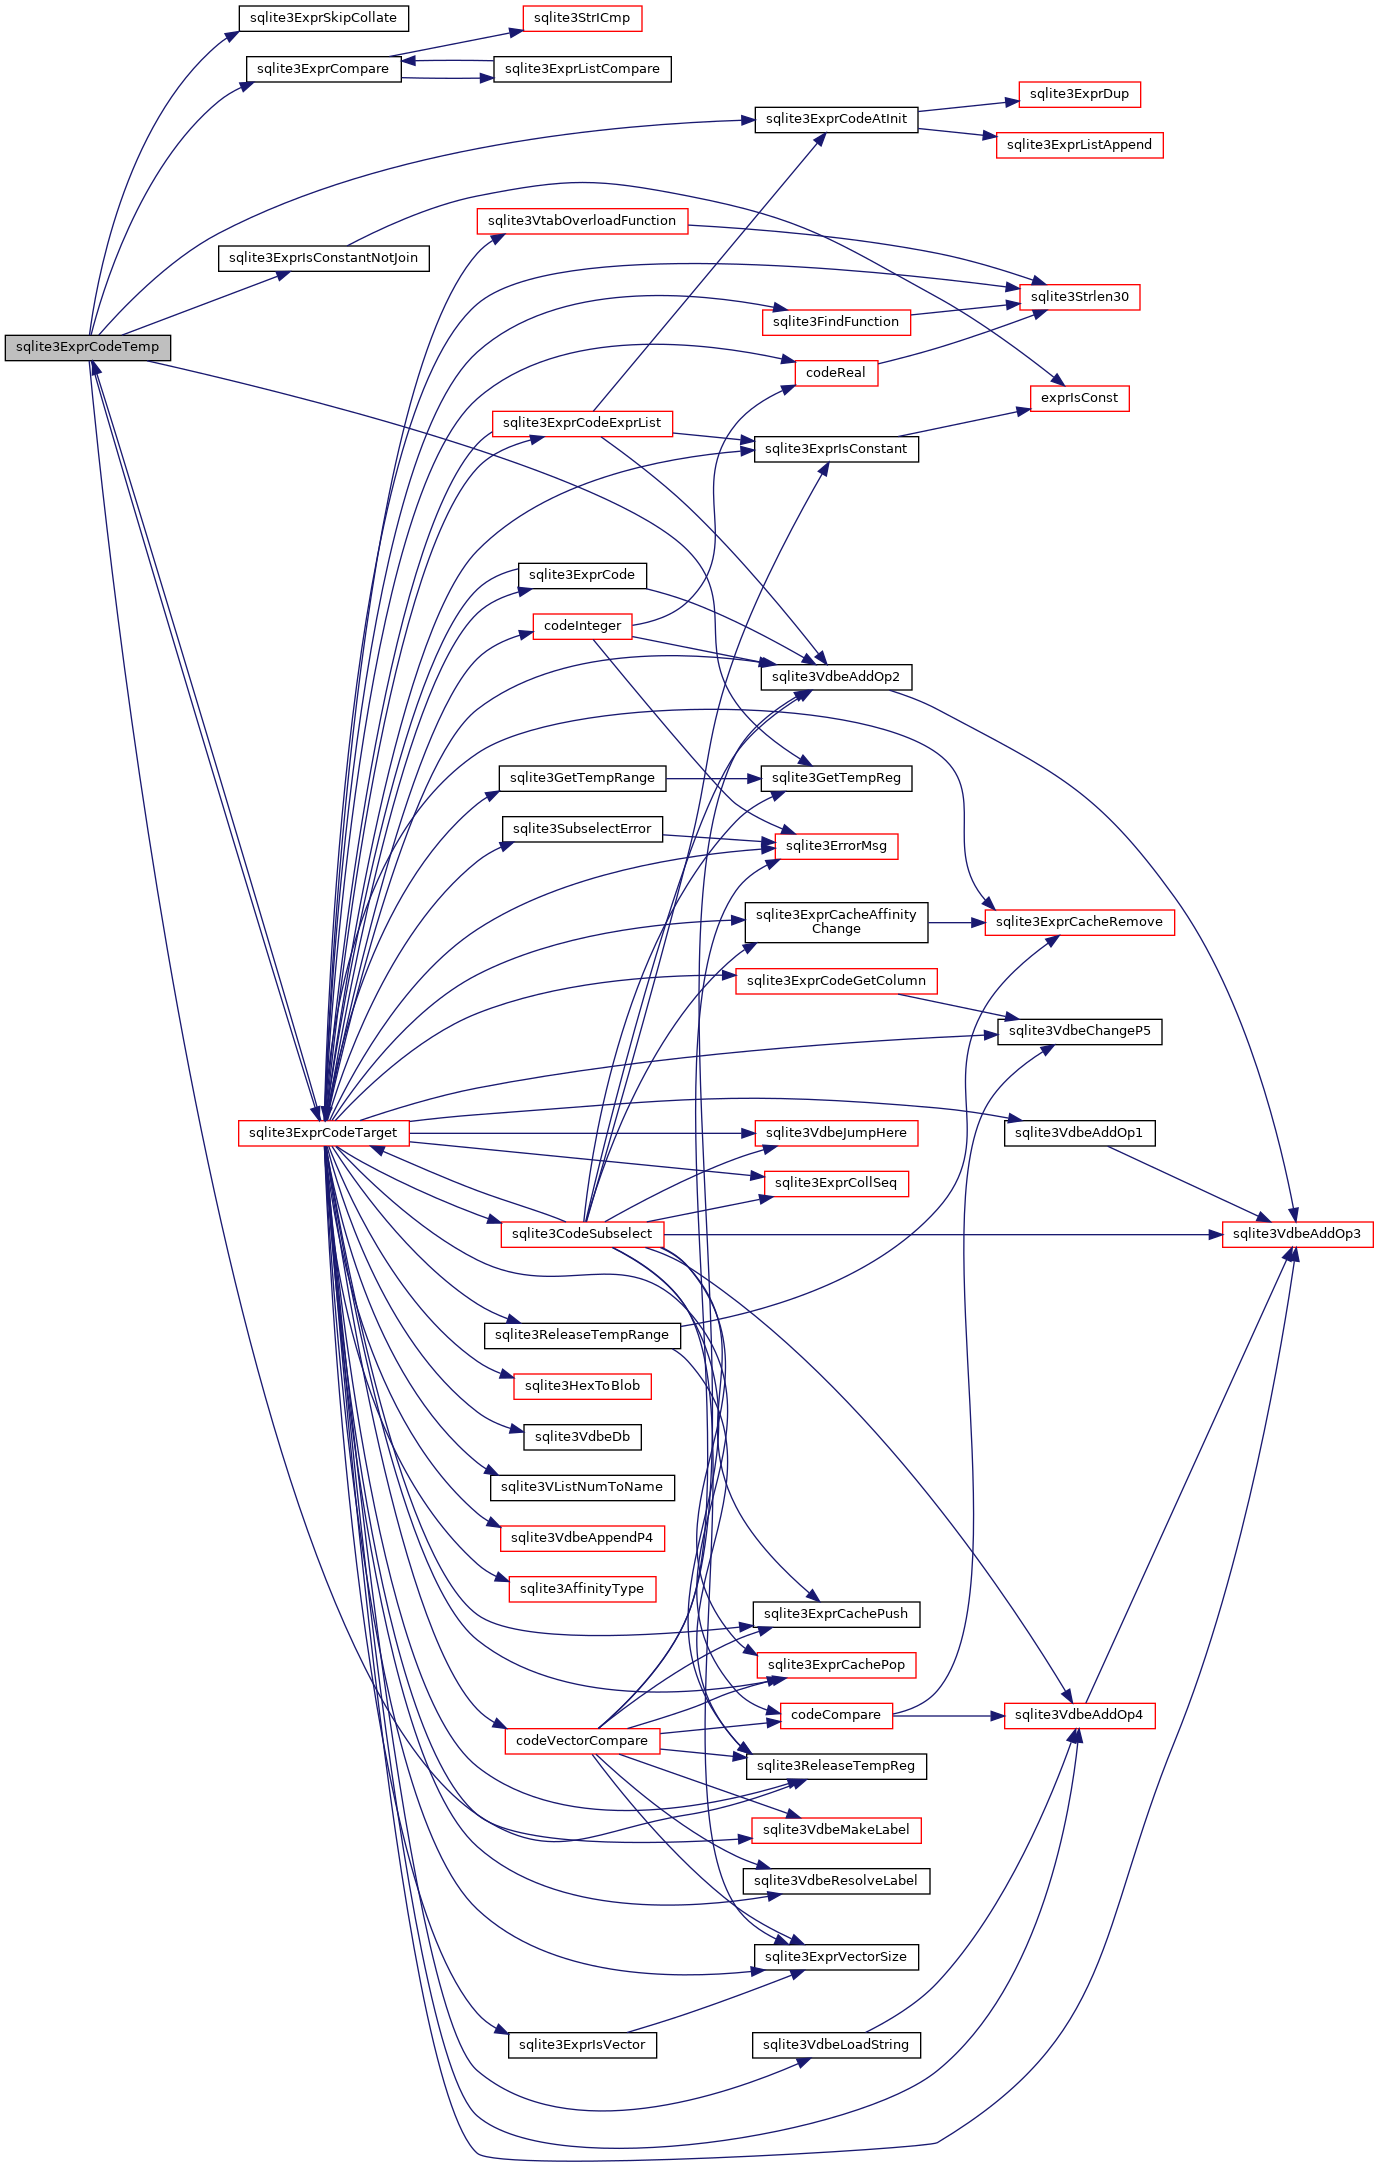 sqlite3ExprSkipCollate
sqlite3StrICmp
sqlite3ExprCompare
sqlite3ExprListCompare
sqlite3ExprDup
sqlite3ExprCodeAtInit
sqlite3ExprListAppend
sqlite3VtabOverloadFunction
sqlite3ExprIsConstantNotJoin
sqlite3Strlen30
sqlite3FindFunction
sqlite3ExprCodeTemp
codeReal
exprIsConst
sqlite3ExprCodeExprList
sqlite3ExprIsConstant
sqlite3ExprCode
codeInteger
sqlite3VdbeAddOp2
sqlite3GetTempRange
sqlite3GetTempReg
sqlite3SubselectError
sqlite3ErrorMsg
sqlite3ExprCacheAffinity
Change
sqlite3ExprCacheRemove
sqlite3ExprCodeGetColumn
sqlite3VdbeChangeP5
sqlite3ExprCodeTarget
sqlite3VdbeJumpHere
sqlite3VdbeAddOp1
sqlite3ExprCollSeq
sqlite3CodeSubselect
sqlite3VdbeAddOp3
sqlite3ReleaseTempRange
sqlite3HexToBlob
sqlite3VdbeDb
sqlite3VListNumToName
sqlite3VdbeAppendP4
sqlite3AffinityType
sqlite3ExprCachePush
sqlite3ExprCachePop
codeCompare
sqlite3VdbeAddOp4
codeVectorCompare
sqlite3ReleaseTempReg
sqlite3VdbeMakeLabel
sqlite3VdbeResolveLabel
sqlite3ExprVectorSize
sqlite3ExprIsVector
sqlite3VdbeLoadString